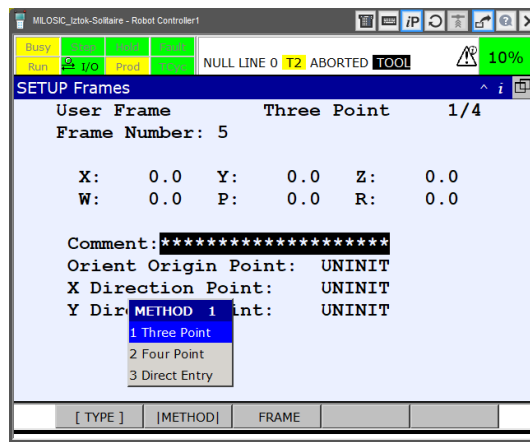 MILOSIC_Iztok-Solitaire - Robot Controller1
iP
Busy Step Hold Fault
Run I/O Prod TCyc
NULL LINE 0 T2 ABORTED TOOL
10%
SETUP Frames
i
User Frame Three Point 1/4
Frame Number: 5
X: 0.0 Y: 0.0 Z: 0.0
W: 0.0 P: 0.0 R: 0.0
Comment:*********************
Orient Origin Point: UNINIT
X Direction Point: UNINIT
Y Dir int: UNINIT
METHOD 1
1 Three Point
2 Four Point
3 Direct Entry
[ TYPE ] |METHOD| FRAME